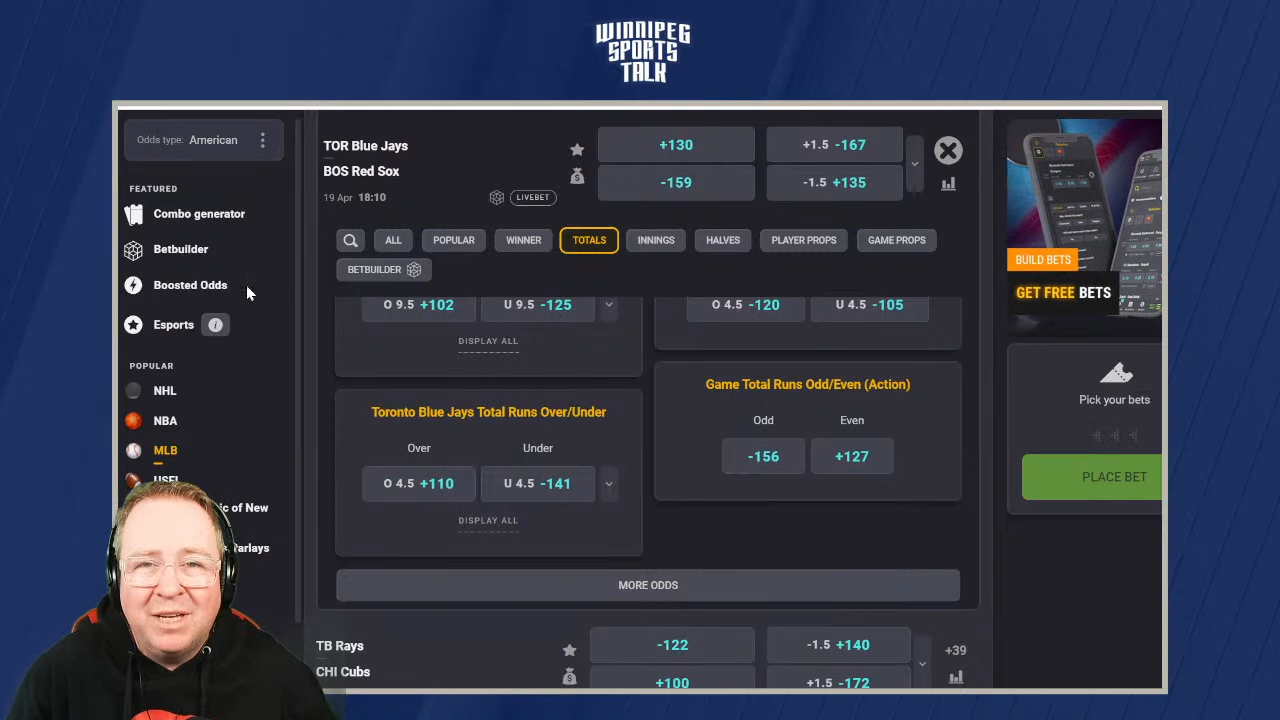 WINNIPEG
SPORTS
TALK
Odds type: American
FEATURED
Combo generator
Betbuilder
Boosted Odds
Esports i
POPULAR
NHL
NBA
MLB
USFL
ic of New
Parlays
TOR Blue Jays
BOS Red Sox
19 Apr 18:10
LIVEBET
+130
-159
+1.5 -167
-1.5 +135
ALL
POPULAR
WINNER
TOTALS
INNINGS
HALVES
PLAYER PROPS
GAME PROPS
BETBUILDER
O 9.5 +102
U 9.5 -125
DISPLAY ALL
O 4.5 -120
U 4.5 -105
Toronto Blue Jays Total Runs Over/Under
Over
Under
O 4.5 +110
U 4.5 -141
DISPLAY ALL
Game Total Runs Odd/Even (Action)
Odd
Even
-156
+127
MORE ODDS
TB Rays
CHI Cubs
-122
+100
-1.5 +140
+1.5 -172
+39
BUILD BETS
GET FREE BETS
Pick your bets
PLACE BET